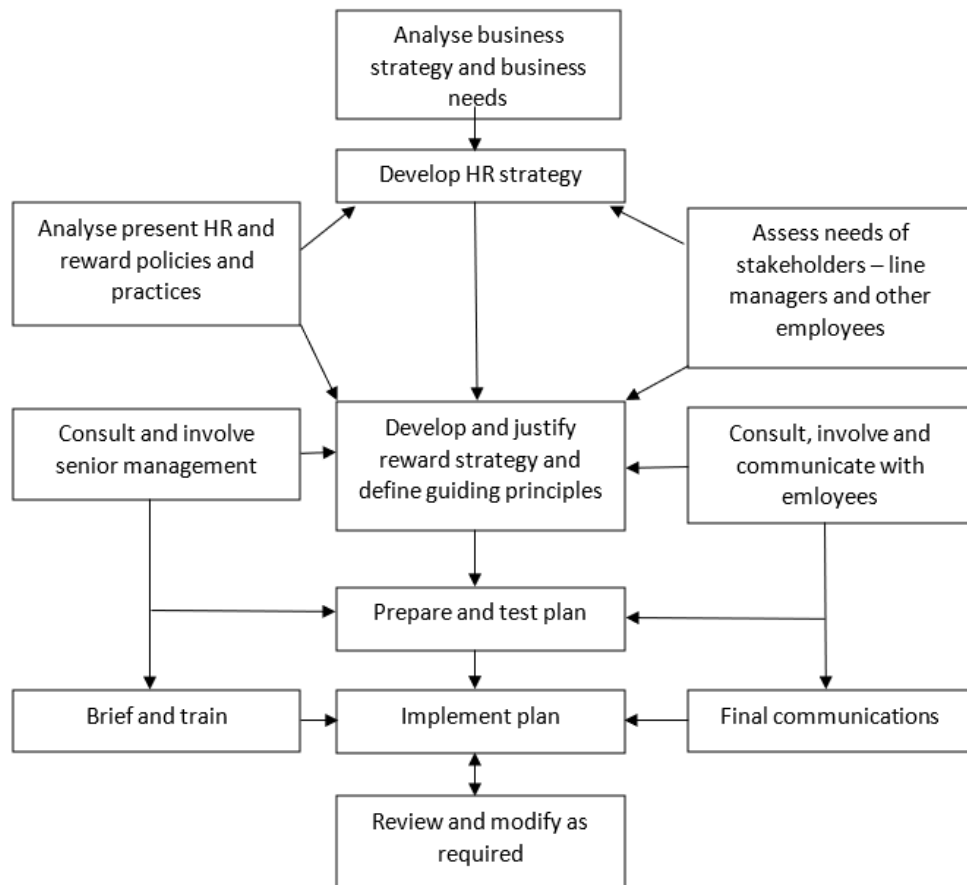 Analyse business
strategy and business
needs
Develop HR strategy
Analyse present HR and
reward policies and
practices
Assess needs of
stakeholders – line
managers and other
employees
Consult and involve
senior management
Develop and justify
reward strategy and
define guiding principles
Consult, involve and
communicate with
emloyees
Prepare and test plan
Brief and train
Implement plan
Final communications
Review and modify as
required